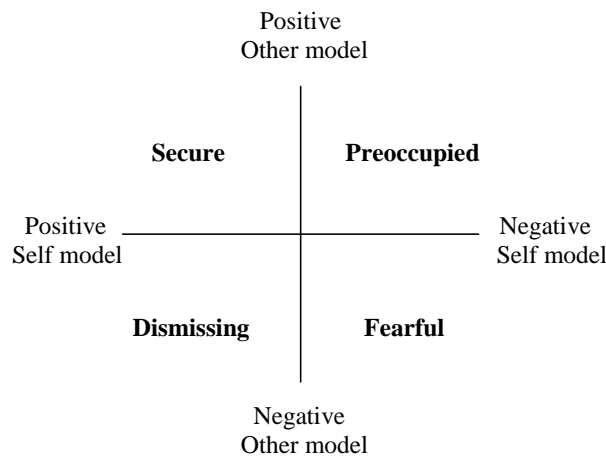 Positive
Other model
Secure
Preoccupied
Positive
Self model
Negative
Self model
Dismissing
Fearful
Negative
Other model